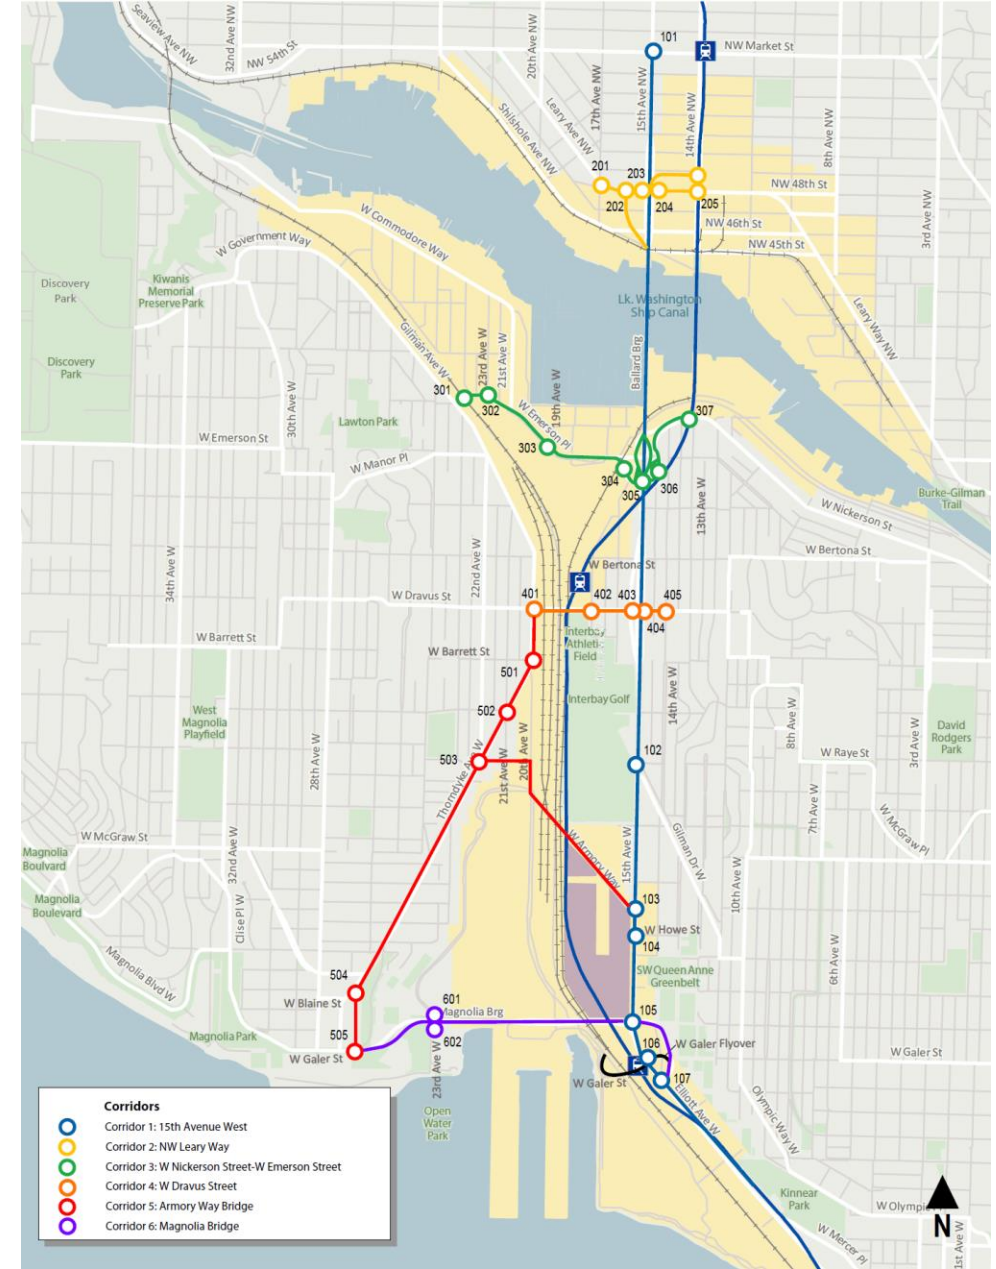 Seaview Ave NW
32nd Ave NW
NW 54th St
20th Ave NW
17th Ave NW
15th Ave NW
101
14th Ave NW
NW Market St
Leary Ave NW
Shilshole Ave NW
8th Ave NW
3rd Ave NW
201
203
202
204
205
NW 48th St
NW 46th St
NW 45th St
W Commodore Way
W Government Way
Discovery
Park
Kiwanis
Memorial
Preserve Park
Lk. Washington
Ship Canal
Leary Way NW
Gilman Ave W
23rd Ave W
21st Ave W
Ballard Brg
Discovery
Park
301
302
30th Ave W
19th Ave W
W Emerson Pl
307
Lawton Park
W Emerson St
303
W Manor Pl
304
305
306
Burke-Gilman
Trail
13th Ave W
W Nickerson St
34th Ave W
22nd Ave W
W Bertona St
W Bertona St
W Dravus St
401
402
403
405
404
W Barrett St
W Barrett St
Interbay
Athletic
Field
501
14th Ave W
Interbay Golf
West
Magnolia
Playfield
502
28th Ave W
8th Ave W
3rd Ave W
David
Rodgers
Park
503
Thorndyke Ave W
21st Ave W
20th Ave W
102
W Raye St
W McGraw St
32nd Ave W
7th Ave W
W McGraw Pl
Magnolia
Boulvard
W Armory Way
15th Ave W
Gilman Dr W
10th Ave W
Magnolia
Boulevard
Clise Pl W
103
W Howe St
104
6th Ave W
Magnolia Blvd W
504
SW Queen Anne
Greenbelt
W Blaine St
601
Magnolia Brg
105
Magnolia Park
505
602
W Galer St
23rd Ave W
106
W Galer Flyover
W Galer St
W Galer St
107
Elliott Ave W
Olympic Way W
Open
Water
Park
Kinnear
Park
W Olympic Pl
W Mercer Pl
1st Ave W
N
Corridors
Corridor 1: 15th Avenue West
Corridor 2: NW Leary Way
Corridor 3: W Nickerson Street-W Emerson Street
Corridor 4: W Dravus Street
Corridor 5: Armory Way Bridge
Corridor 6: Magnolia Bridge